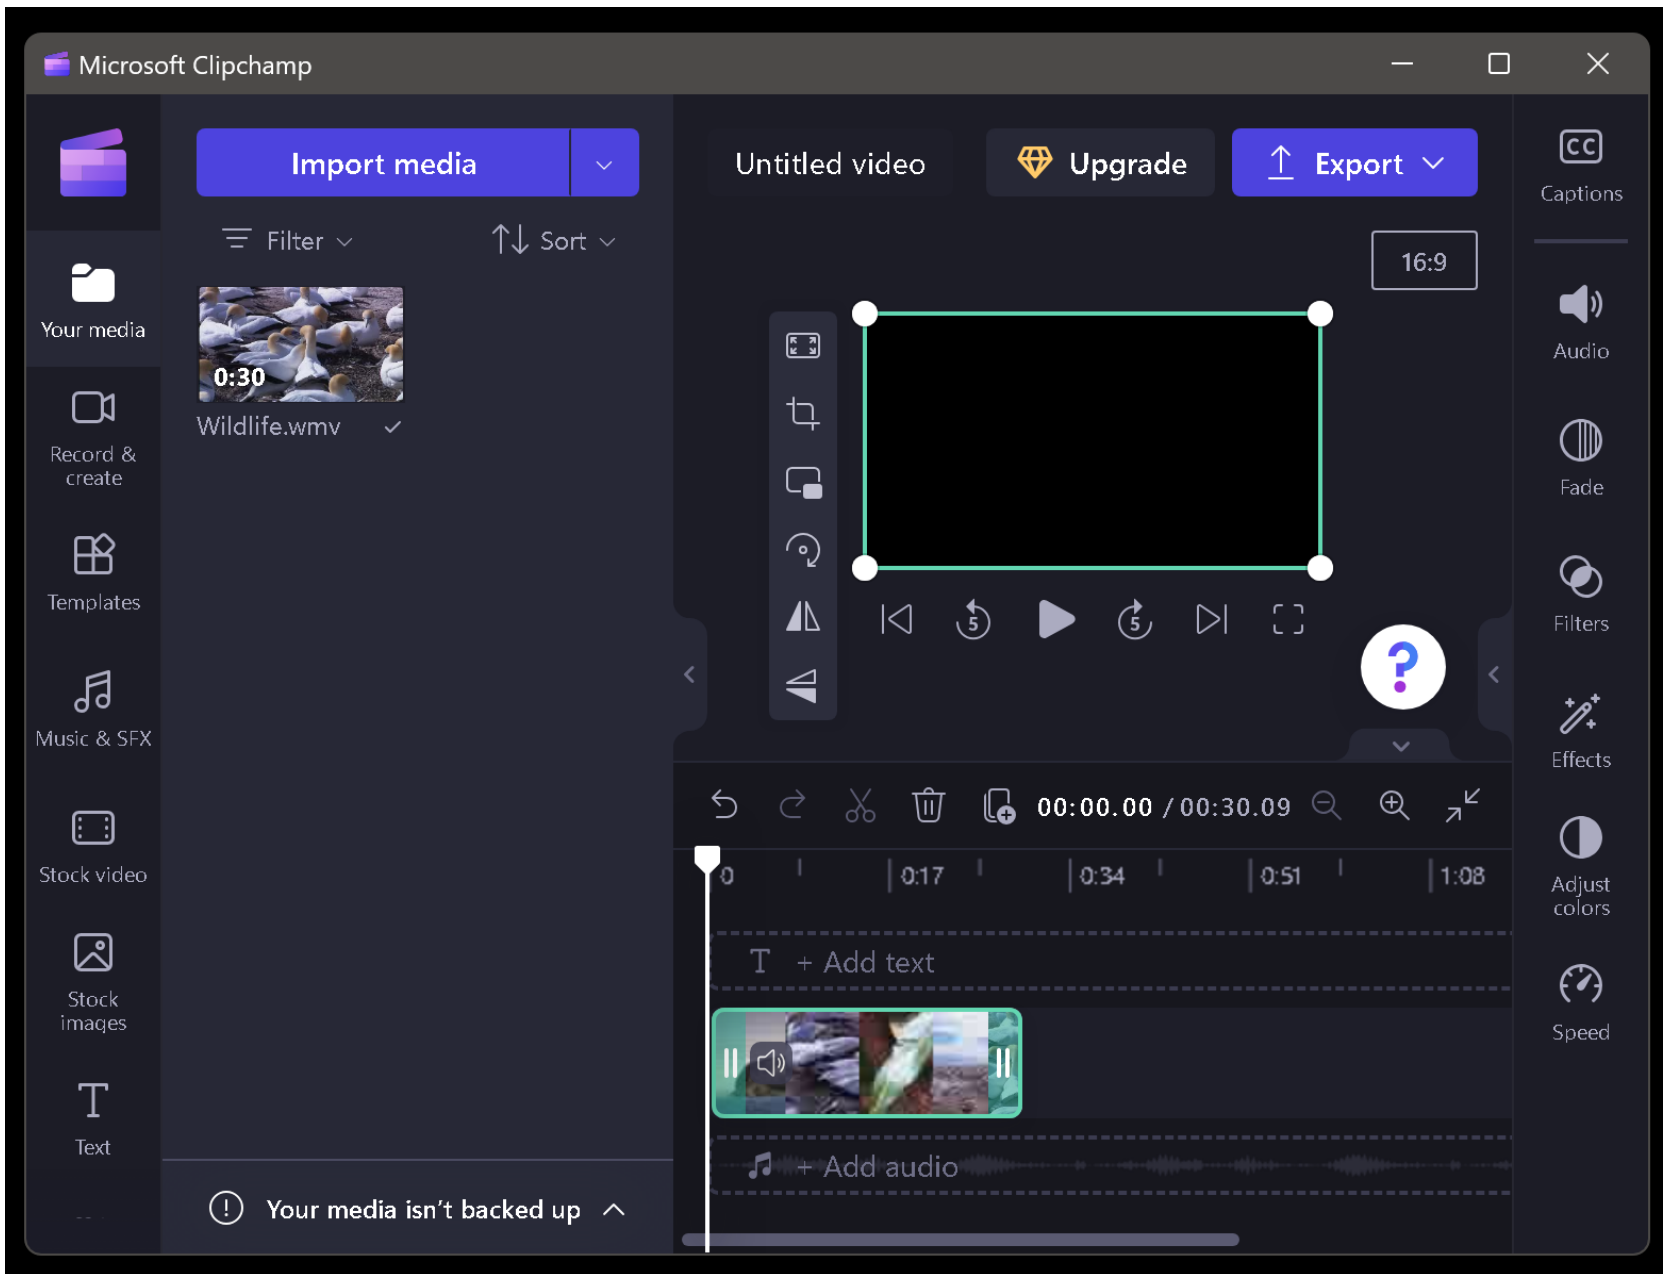 Microsoft Clipchamp
Import media
Untitled video
Upgrade
Export
CC
Captions
Filter
Sort
16:9
Your media
0:30
Wildlife.wmv
Audio
Record &
create
Fade
Templates
5
5
Filters
?
Music & SFX
Effects
00:00.00 / 00:30.09
Stock video
0
0:17
0:34
0:51
1:08
Adjust
colors
T + Add text
Stock
images
Speed
T
Text
+ Add audio
! Your media isn't backed up